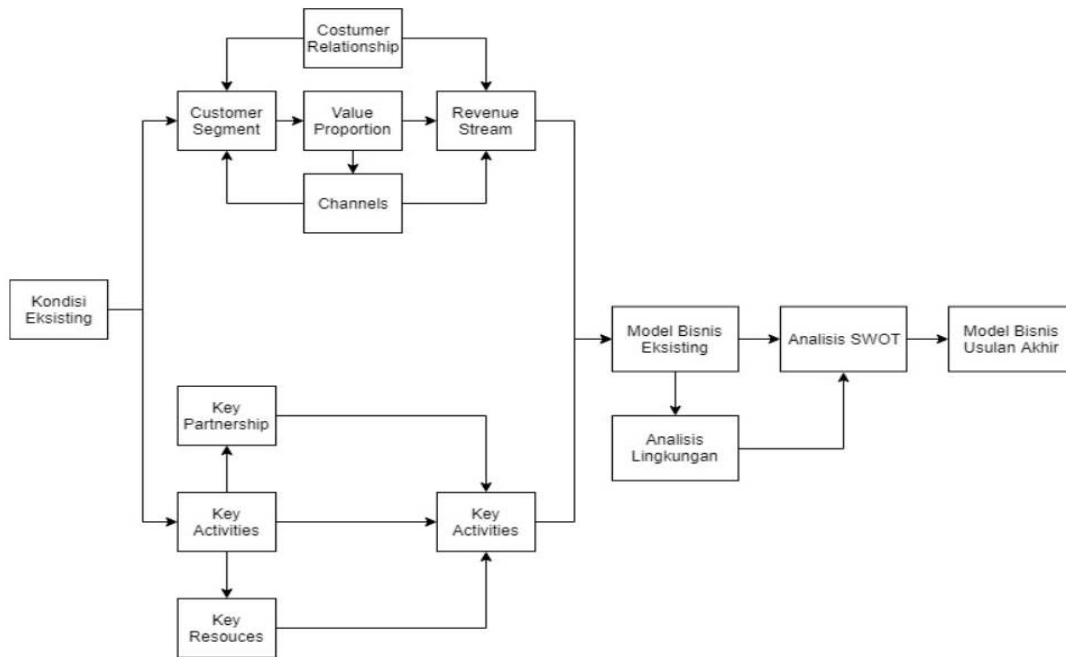 Costumer
Relationship
Customer
Segment
Value
Proportion
Revenue
Stream
Channels
Kondisi
Eksisting
Model Bisnis
Eksisting
Analisis SWOT
Model Bisnis
Usulan Akhir
Key
Partnership
Analisis
Lingkungan
Key
Activities
Key
Activities
Key
Resouces